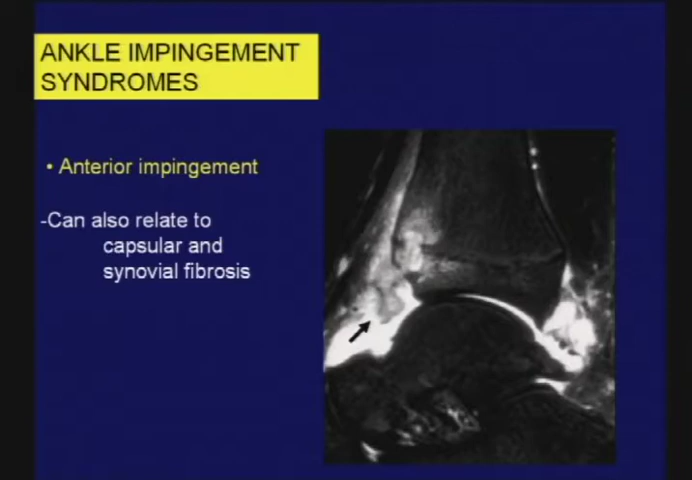 ANKLE IMPINGEMENT
SYNDROMES
• Anterior impingement
-Can also relate to
capsular and
synovial fibrosis